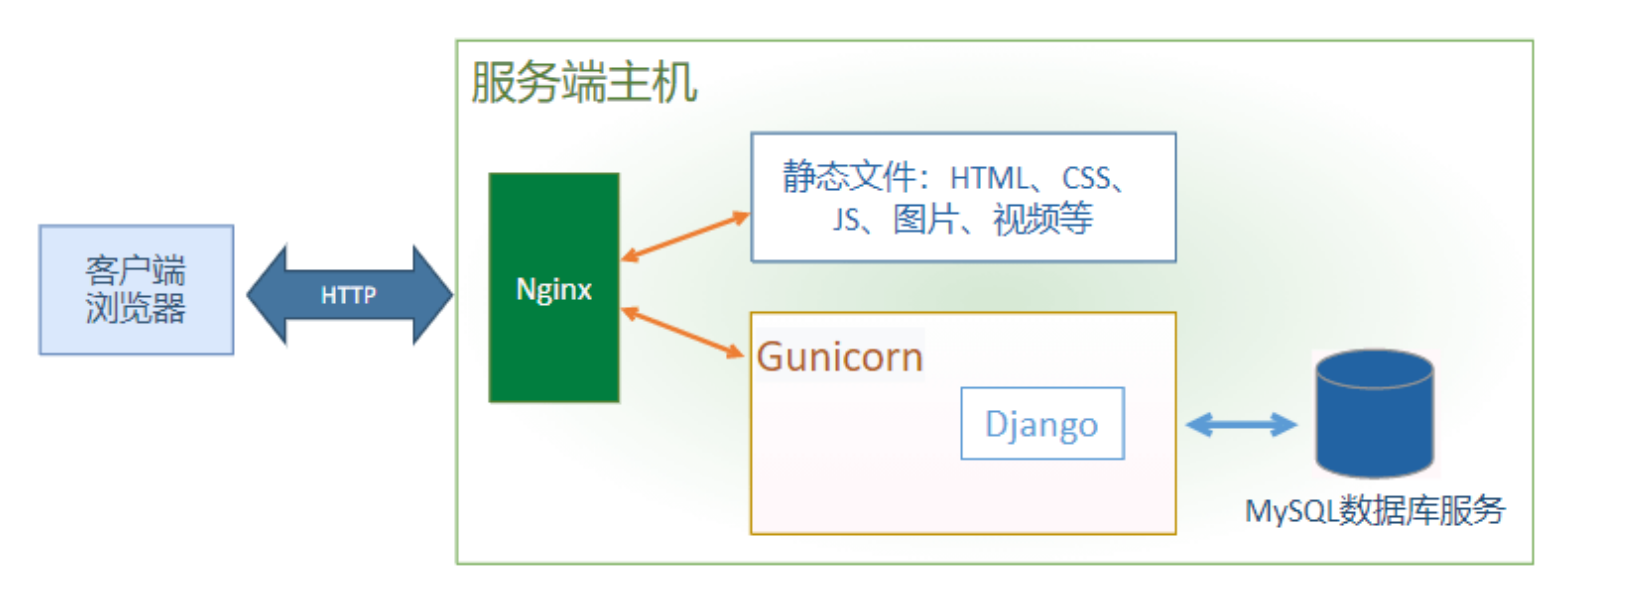 服务端主机
静态文件：HTML、CSS、
JS、图片、视频等
客户端
浏览器
HTTP
Nginx
Gunicorn
Django
MySQL数据库服务